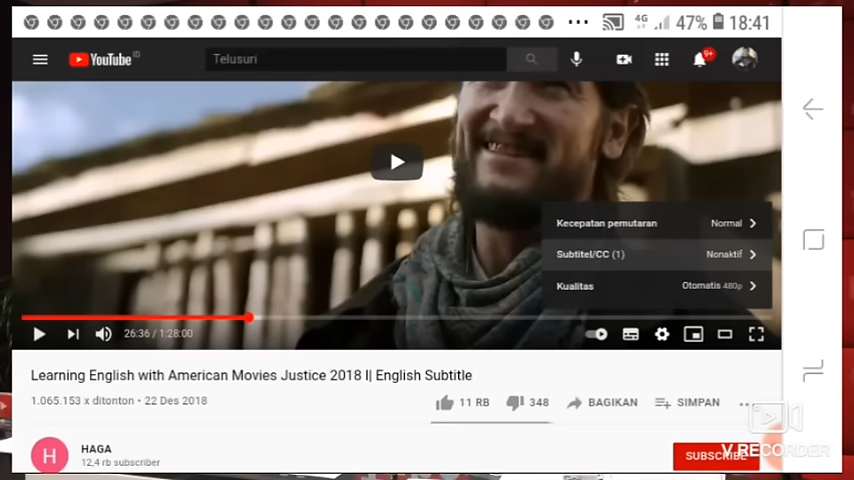 4G 47% 18:41
YouTube ID Telusuri 9+
Kecepatan pemutaran Normal
Subtitel/CC (1) Nonaktif
Kualitas Otomatis 480p
26:36 / 1:28:00
Learning English with American Movies Justice 2018 I| English Subtitle
1.065.153 x ditonton • 22 Des 2018
11 RB 348 BAGIKAN SIMPAN
H HAGA
12,4 rb subscriber
SUBSCRIBE
V RECORDER